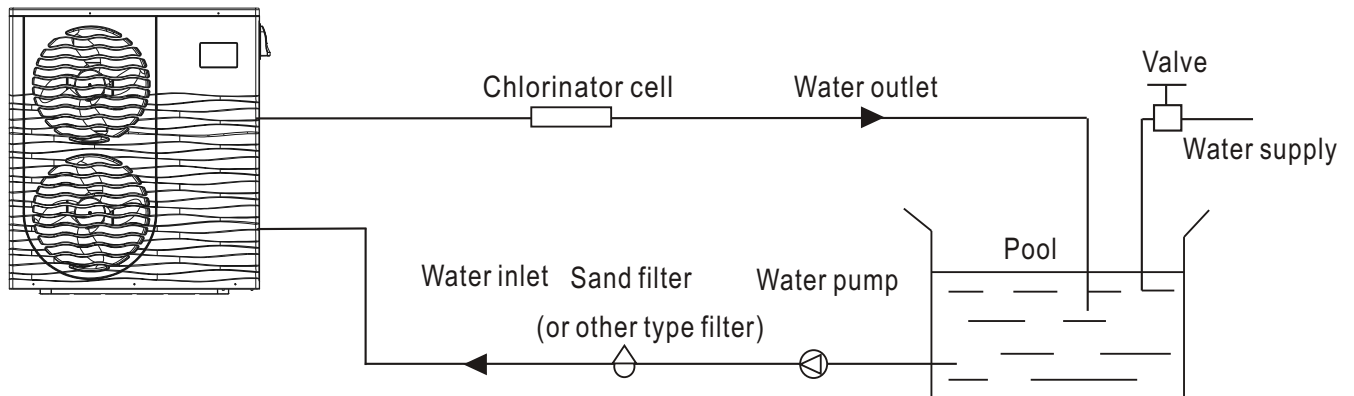 Valve
Chlorinator cell
Water outlet
Water supply
Pool
Water inlet
Sand filter
(or other type filter)
Water pump